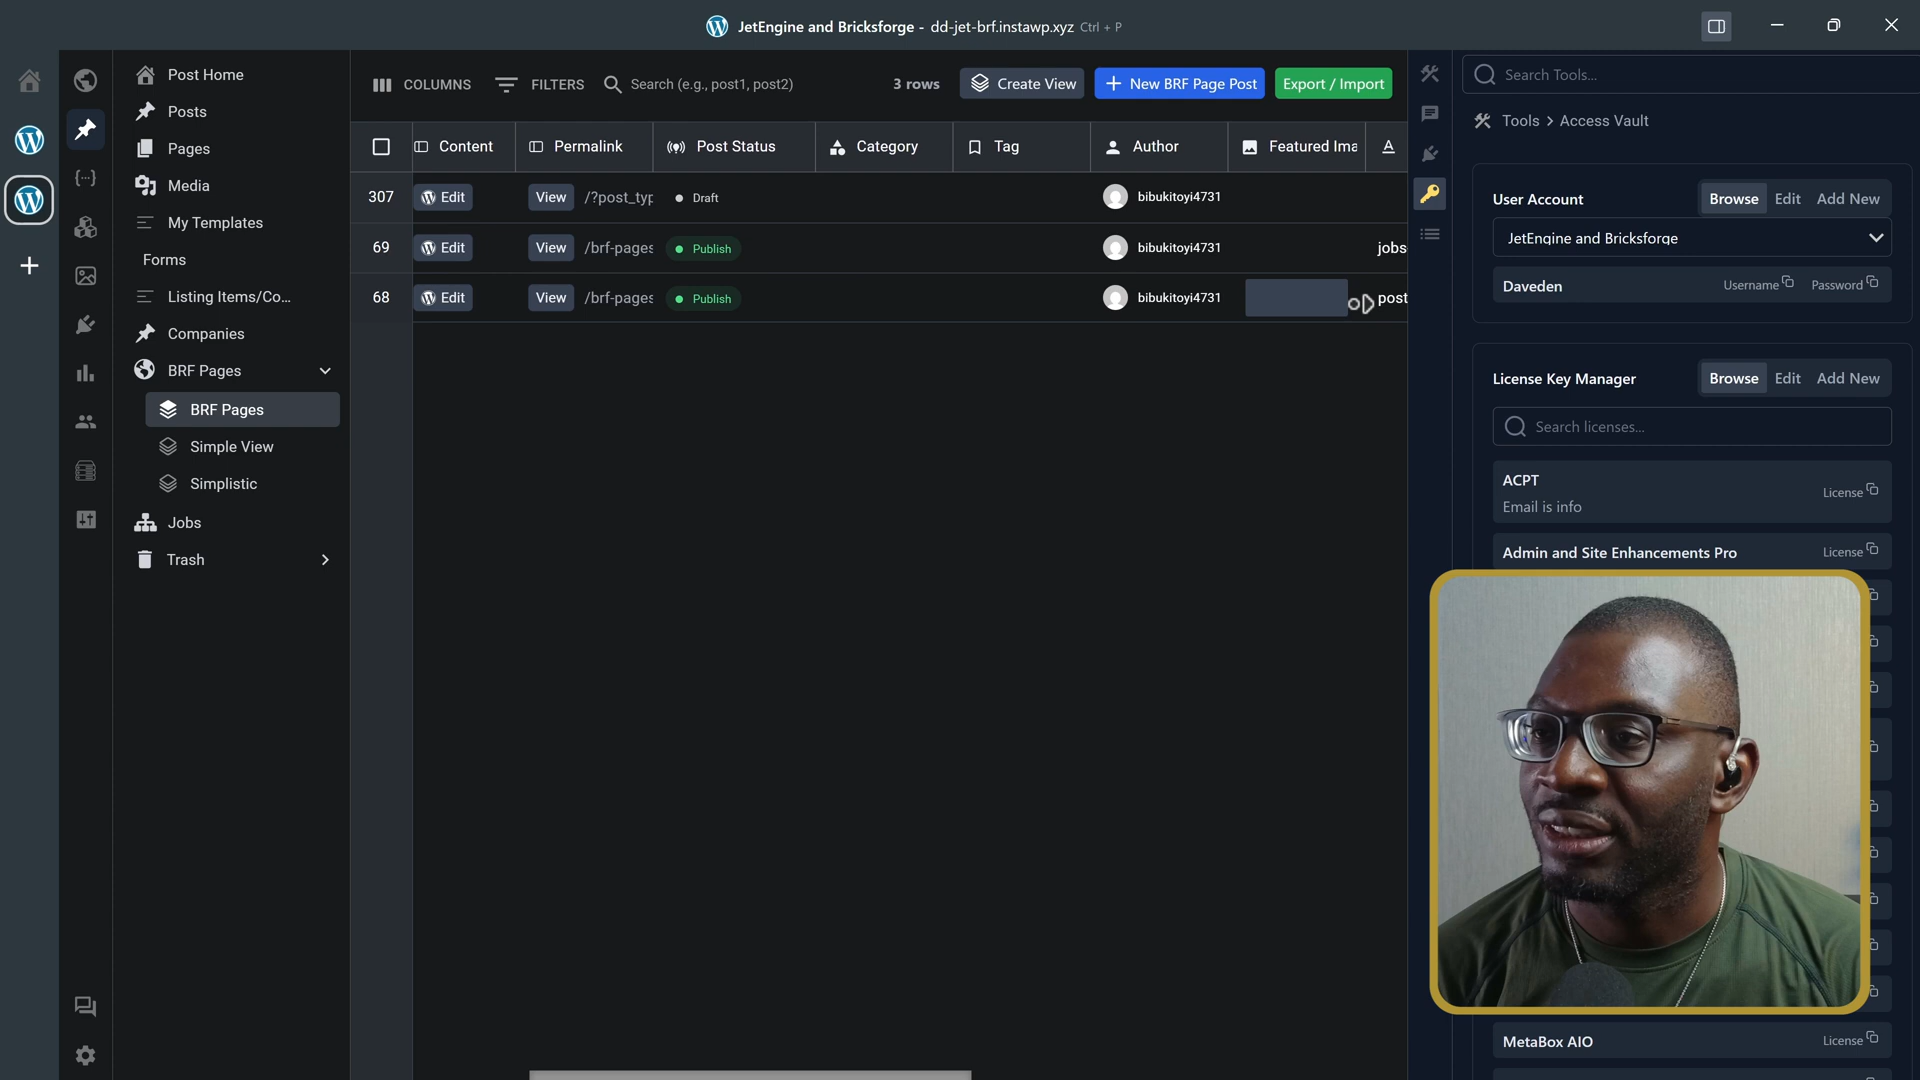 JetEngine and Bricksforge - dd-jet-brf.instawp.xyz Ctrl + P
Post Home
Posts
Pages
Media
My Templates
Forms
Listing Items/Co...
Companies
BRF Pages
BRF Pages
Simple View
Simplistic
Jobs
Trash
COLUMNS FILTERS Search (e.g., post1, post2) 3 rows Create View + New BRF Page Post Export / Import
Content Permalink Post Status Category Tag Author Featured Ima A
307 Edit View /?post_typ Draft bibukitoyi4731
69 Edit View /brf-pages Publish bibukitoyi4731 jobs
68 Edit View /brf-pages Publish bibukitoyi4731 post
Search Tools...
Tools > Access Vault
User Account Browse Edit Add New
JetEngine and Bricksforge
Daveden Username Password
License Key Manager Browse Edit Add New
Search licenses...
ACPT License
Email is info
Admin and Site Enhancements Pro License
MetaBox AIO License